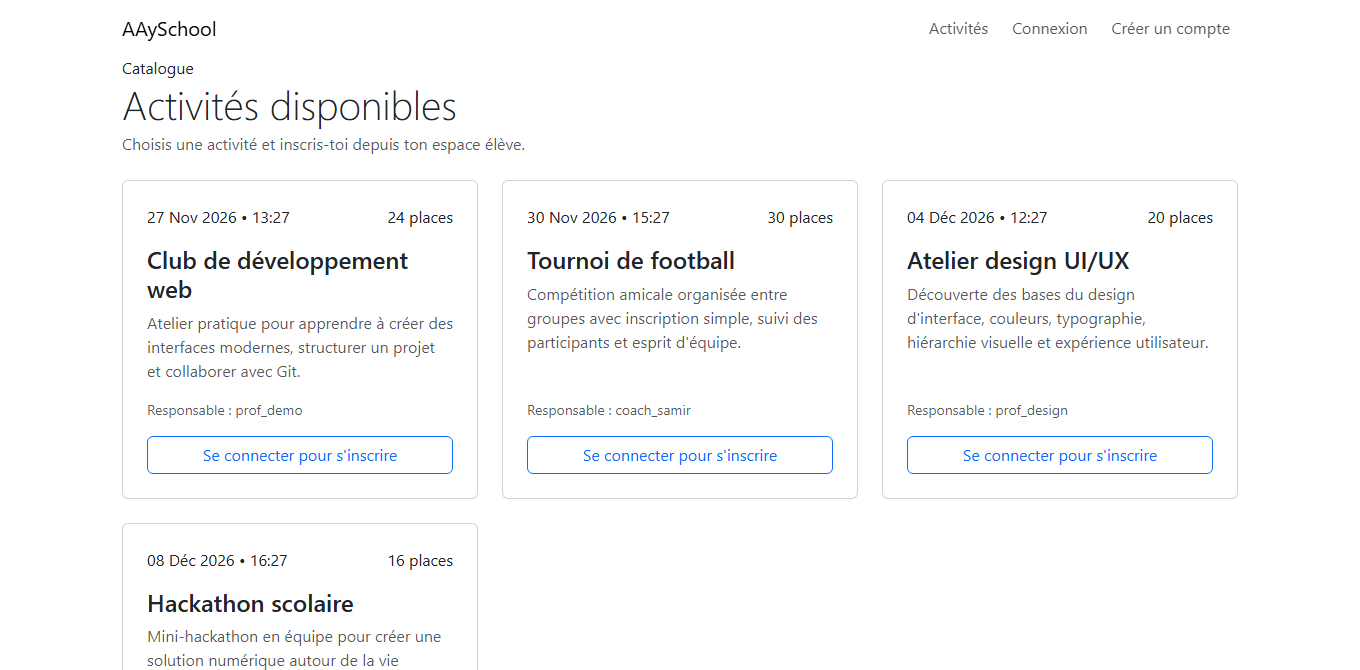 AAySchool
Activités
Connexion
Créer un compte
Catalogue
Activités disponibles
Choisis une activité et inscris-toi depuis ton espace élève.
27 Nov 2026 • 13:27
24 places
Club de développement
web
Atelier pratique pour apprendre à créer des
interfaces modernes, structurer un projet
et collaborer avec Git.
Responsable : prof_demo
Se connecter pour s'inscrire
30 Nov 2026 • 15:27
30 places
Tournoi de football
Compétition amicale organisée entre
groupes avec inscription simple, suivi des
participants et esprit d'équipe.
Responsable : coach_samir
Se connecter pour s'inscrire
04 Déc 2026 • 12:27
20 places
Atelier design UI/UX
Découverte des bases du design
d'interface, couleurs, typographie,
hiérarchie visuelle et expérience utilisateur.
Responsable : prof_design
Se connecter pour s'inscrire
08 Déc 2026 • 16:27
16 places
Hackathon scolaire
Mini-hackathon en équipe pour créer une
solution numérique autour de la vie